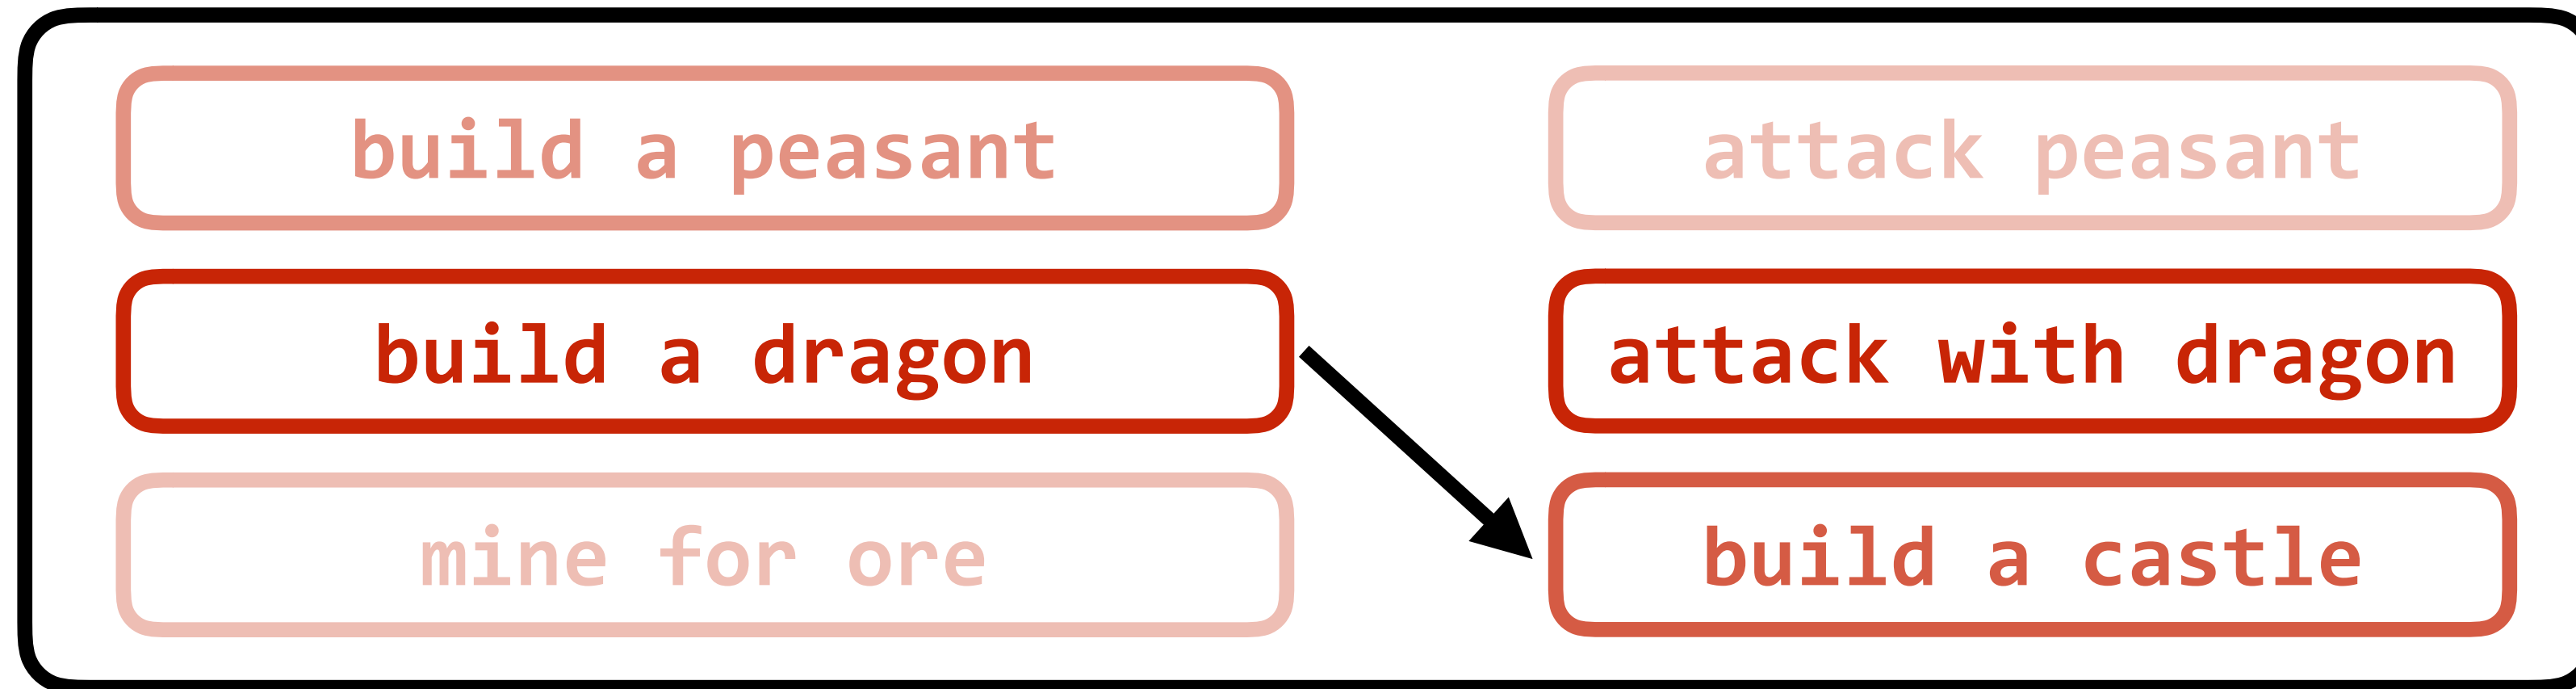 build a peasant
build a dragon
mine for ore
attack peasant
attack with dragon
build a castle